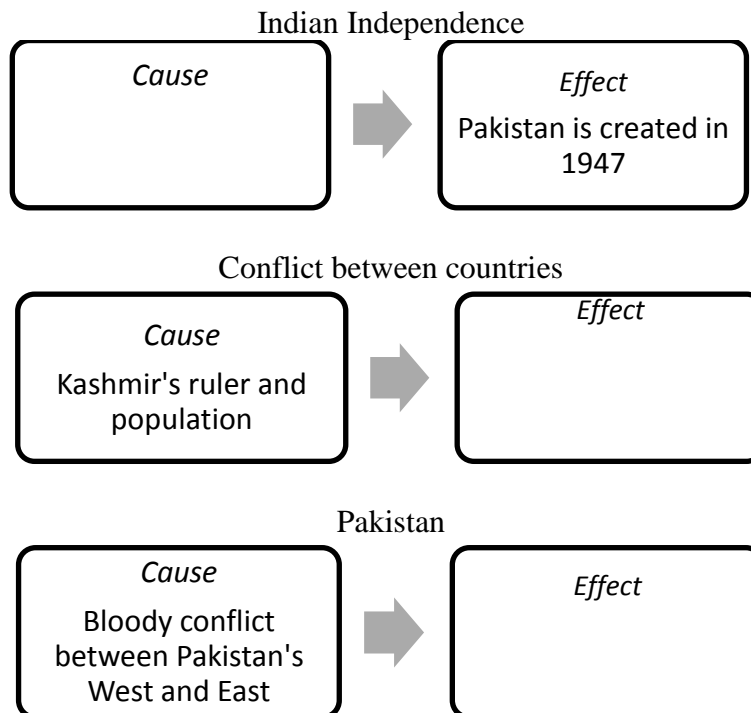 Indian Independence
Cause
Effect
Pakistan is created in
1947
Conflict between countries
Cause
Kashmir's ruler and
population
Effect
Pakistan
Cause
Bloody conflict
between Pakistan's
West and East
Effect